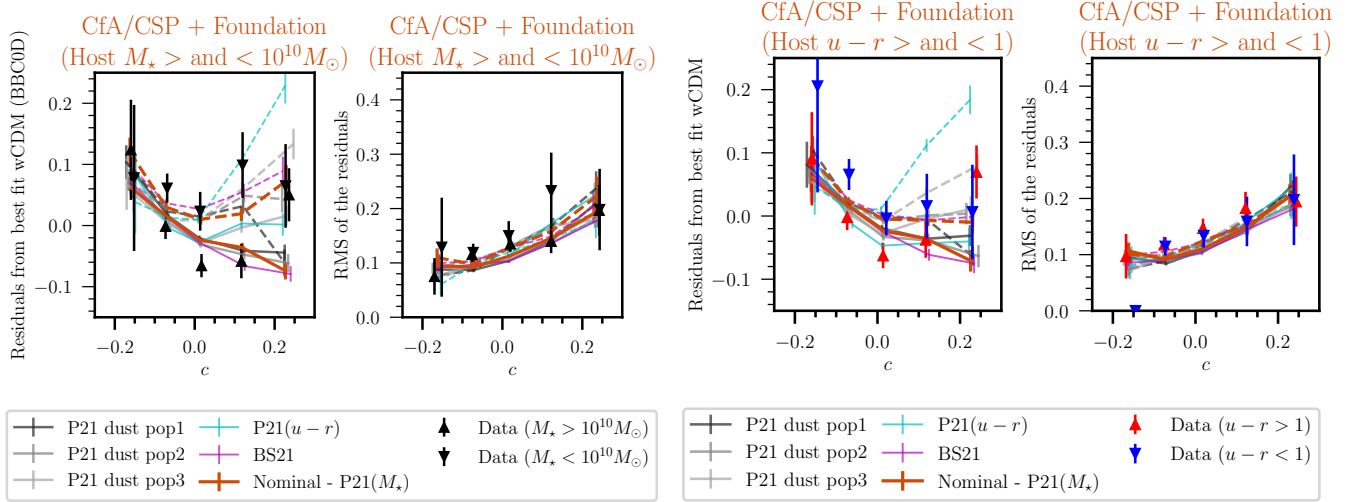 CfA/CSP + Foundation
(Host M⋆ > and < 10¹⁰M⊙)
CfA/CSP + Foundation
(Host M⋆ > and < 10¹⁰M⊙)
CfA/CSP + Foundation
(Host u − r > and < 1)
CfA/CSP + Foundation
(Host u − r > and < 1)
Residuals from best fit wCDM (BBC0D)
0.2
0.1
0.0
−0.1
−0.2
0.0
0.2
c
RMS of the residuals
0.4
0.3
0.2
0.1
0.0
−0.2
0.0
0.2
c
Residuals from best fit wCDM
0.2
0.1
0.0
−0.1
−0.2
0.0
0.2
c
RMS of the residuals
0.4
0.3
0.2
0.1
0.0
−0.2
0.0
0.2
c
P21 dust pop1
P21 dust pop2
P21 dust pop3
P21(u − r)
BS21
Nominal - P21(M⋆)
Data (M⋆ > 10¹⁰M⊙)
Data (M⋆ < 10¹⁰M⊙)
P21 dust pop1
P21 dust pop2
P21 dust pop3
P21(u − r)
BS21
Nominal - P21(M⋆)
Data (u − r > 1)
Data (u − r < 1)